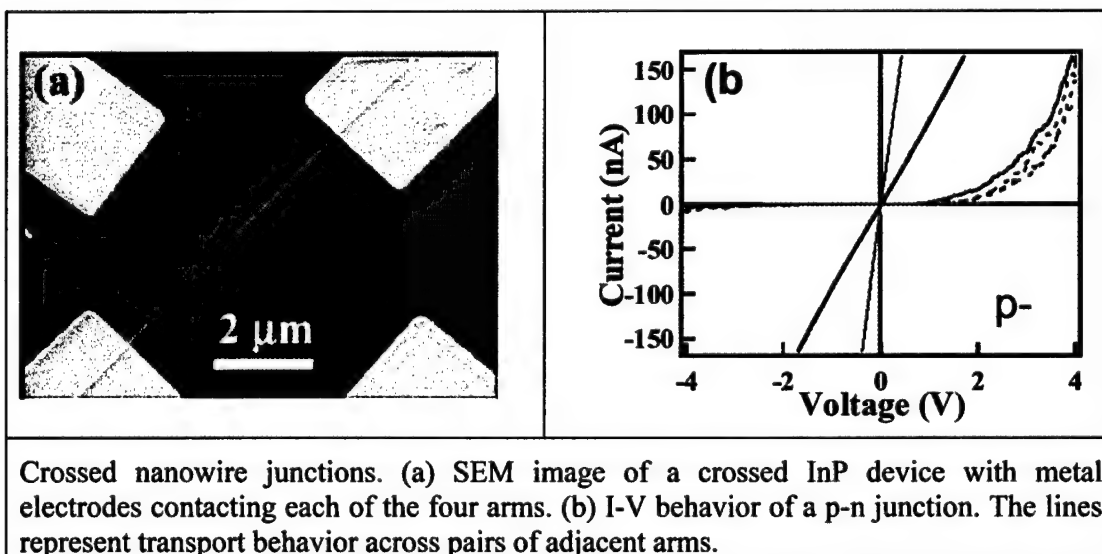 (a)
2 μm
(b
150
100
50
0
-50
-100
-150
Current (nA)
p-
-4
-2
0
2
4
Voltage (V)
Crossed nanowire junctions. (a) SEM image of a crossed InP device with metal
electrodes contacting each of the four arms. (b) I-V behavior of a p-n junction. The lines
represent transport behavior across pairs of adjacent arms.